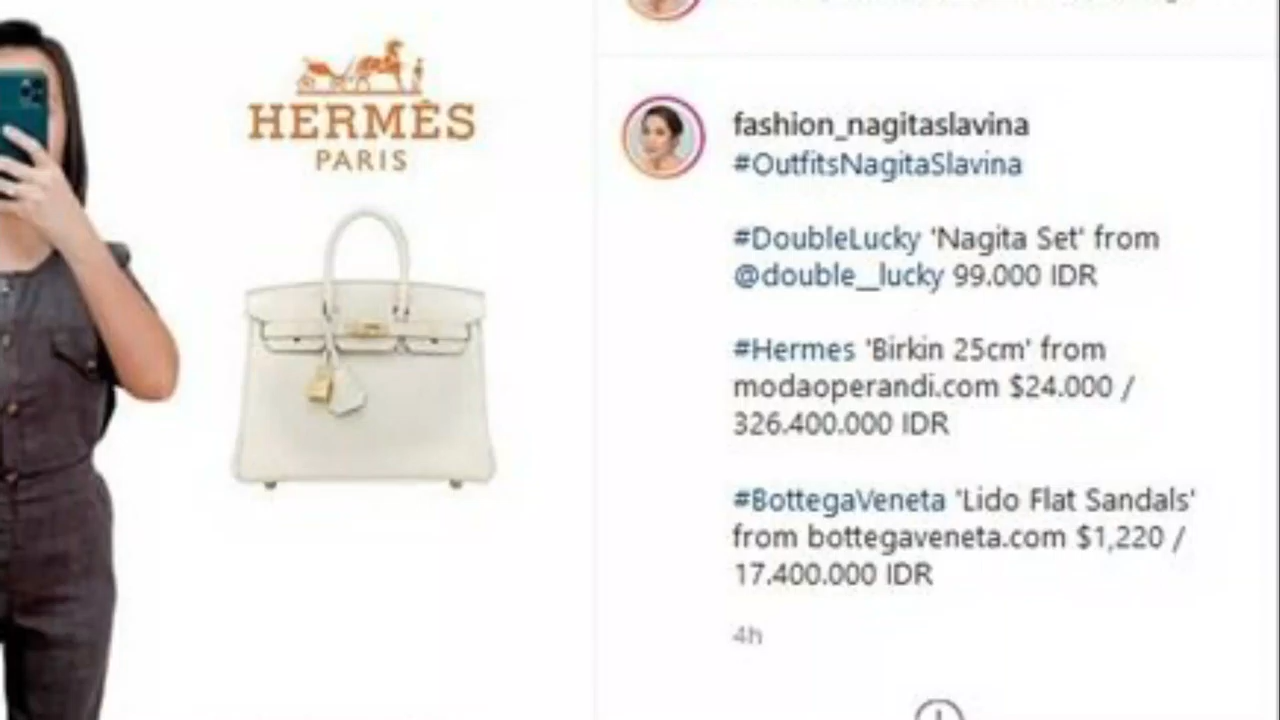 HERMÈS
PARIS
fashion_nagitaslavina
#OutfitsNagitaSlavina
#DoubleLucky 'Nagita Set' from
@double__lucky 99.000 IDR
#Hermes 'Birkin 25cm' from
modaoperandi.com $24.000 /
326.400.000 IDR
#BottegaVeneta 'Lido Flat Sandals'
from bottegaveneta.com $1,220 /
17.400.000 IDR
4h